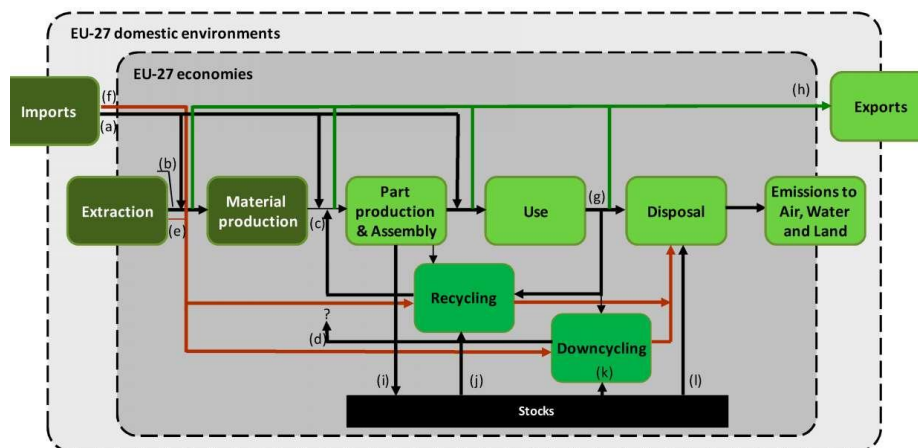 EU-27 domestic environments
EU-27 economies
(f)
(h)
Imports
Exports
(a)
(b)
Extraction
Material
production
(c)
Part
production
& Assembly
Use
(g)
Disposal
Emissions to
Air, Water
and Land
(e)
Recycling
?
(d)
Downcycling
(k)
(i)
(j)
(l)
Stocks